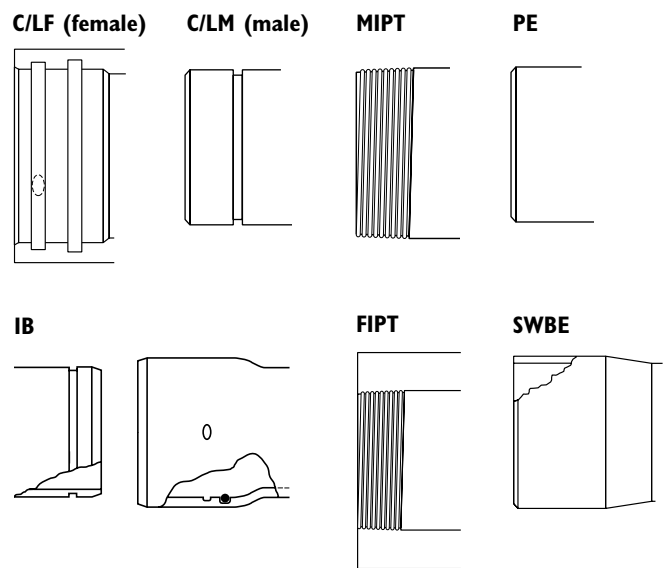 C/LF (female)
C/LM (male)
MIPT
PE
IB
FIPT
SWBE